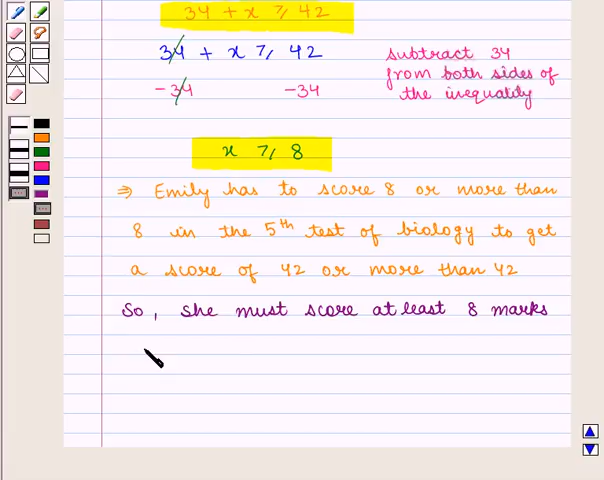 34 + x ≥ 42
34 + x ≥ 42
subtract 34
from both sides of
the inequality
-34 -34
x ≥ 8
⇒ Emily has to score 8 or more than
8 in the 5th test of biology to get
a score of 42 or more than 42
So, she must score at least 8 marks